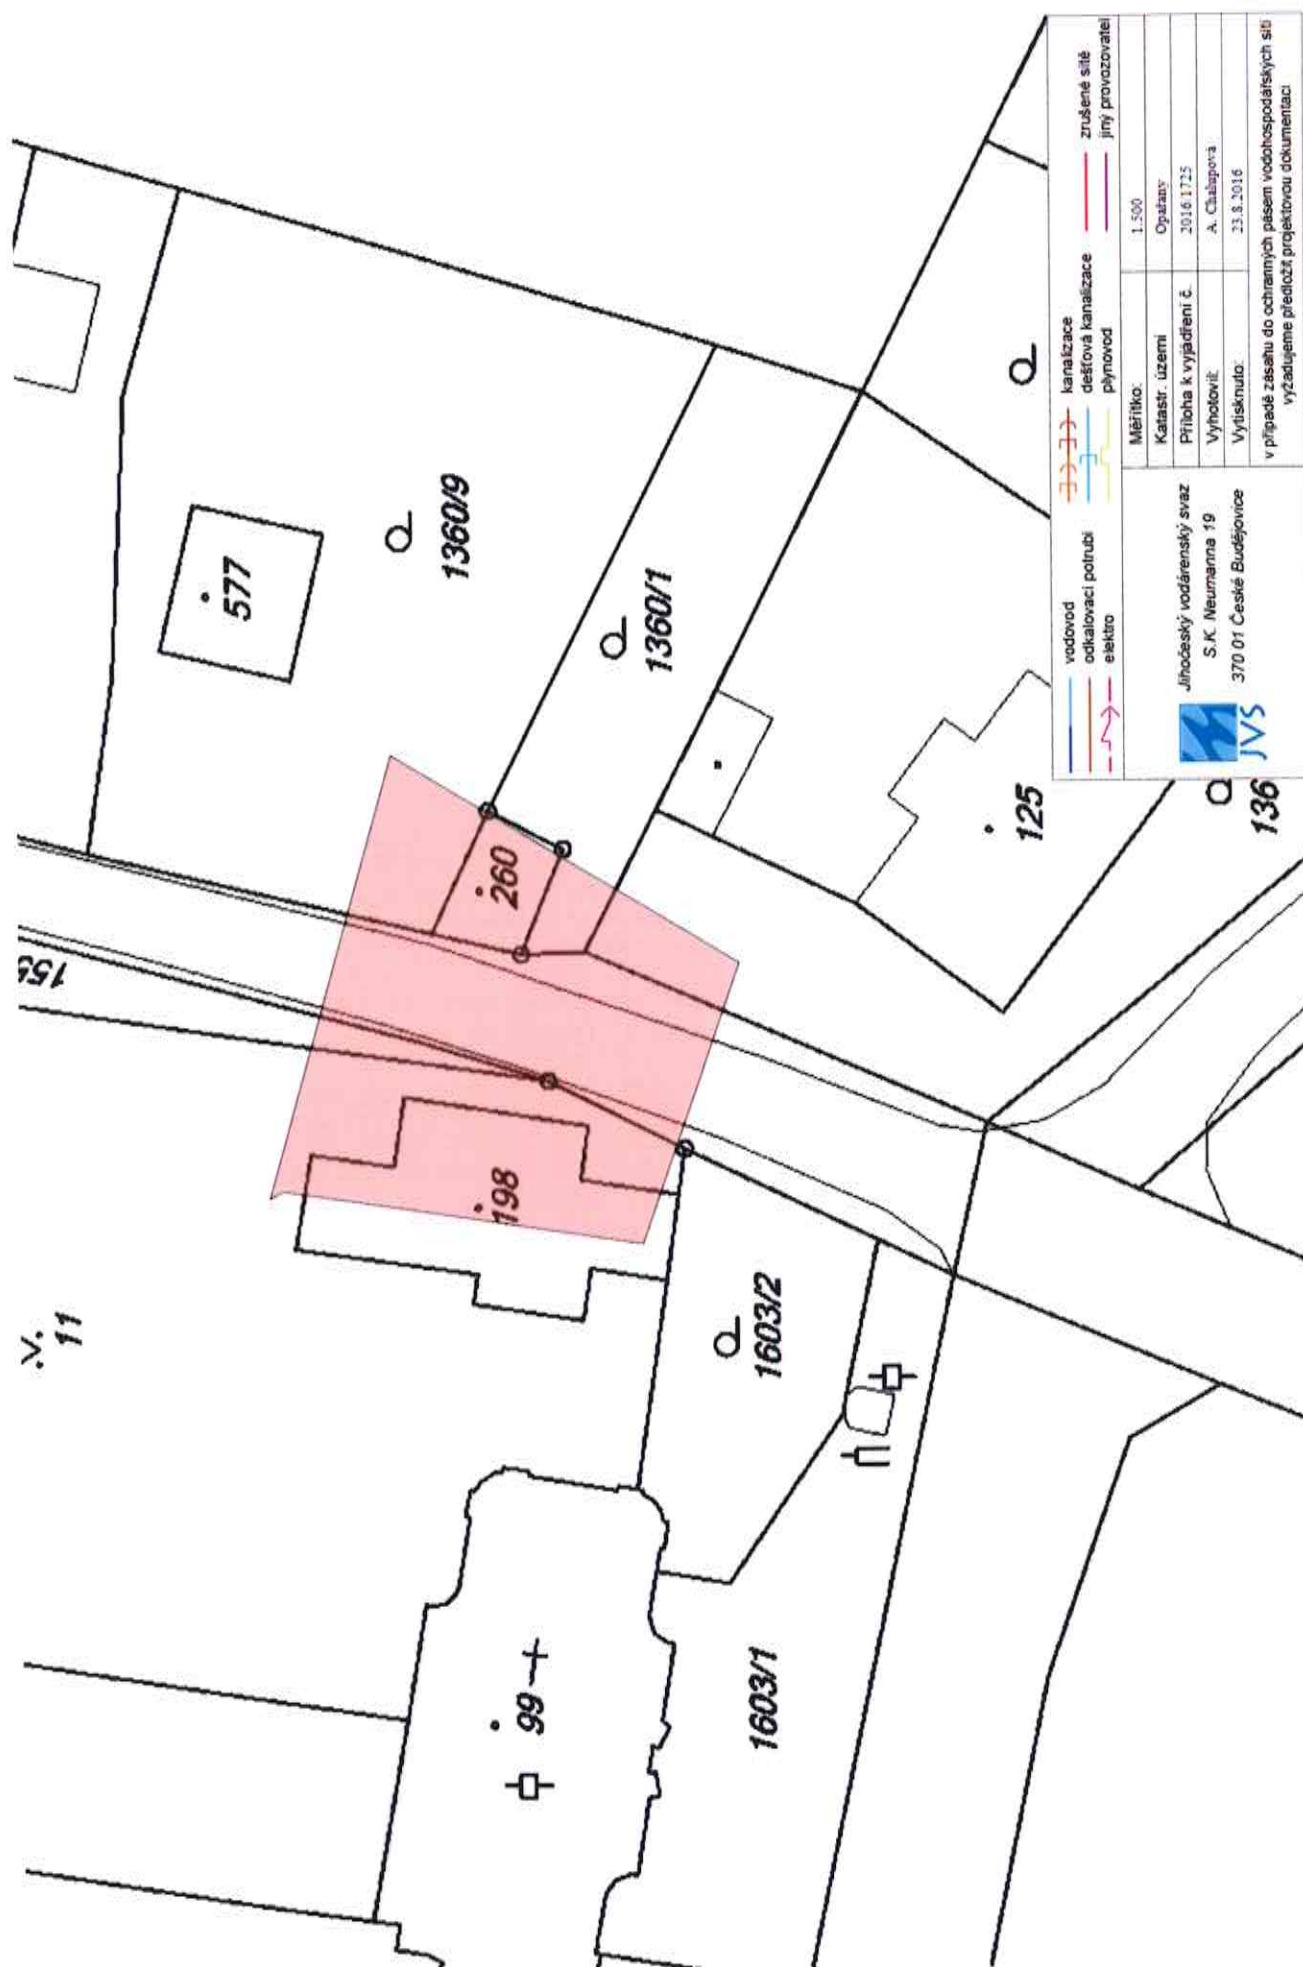 .v.
11
155
577
1360/9
1360/1
260
198
125
136
1603/2
99
1603/1
vodovod
kanalizace
zrušené sítě
odkalovací potrubí
dešťová kanalizace
jiný provozovatel
elektro
plynovod
JVS
Jihočeský vodárenský svaz
S.K. Neumanna 19
370 01 České Budějovice
Měřítko: 1:500
Katastr. území Opařany
Příloha k vyjádření č. 2016 1725
Vyhotovil: A. Chalupová
Vytisknuto: 23.8.2016
v případě zásahu do ochranných pásem vodohospodářských sítí
vyžadujeme předložit projektovou dokumentaci